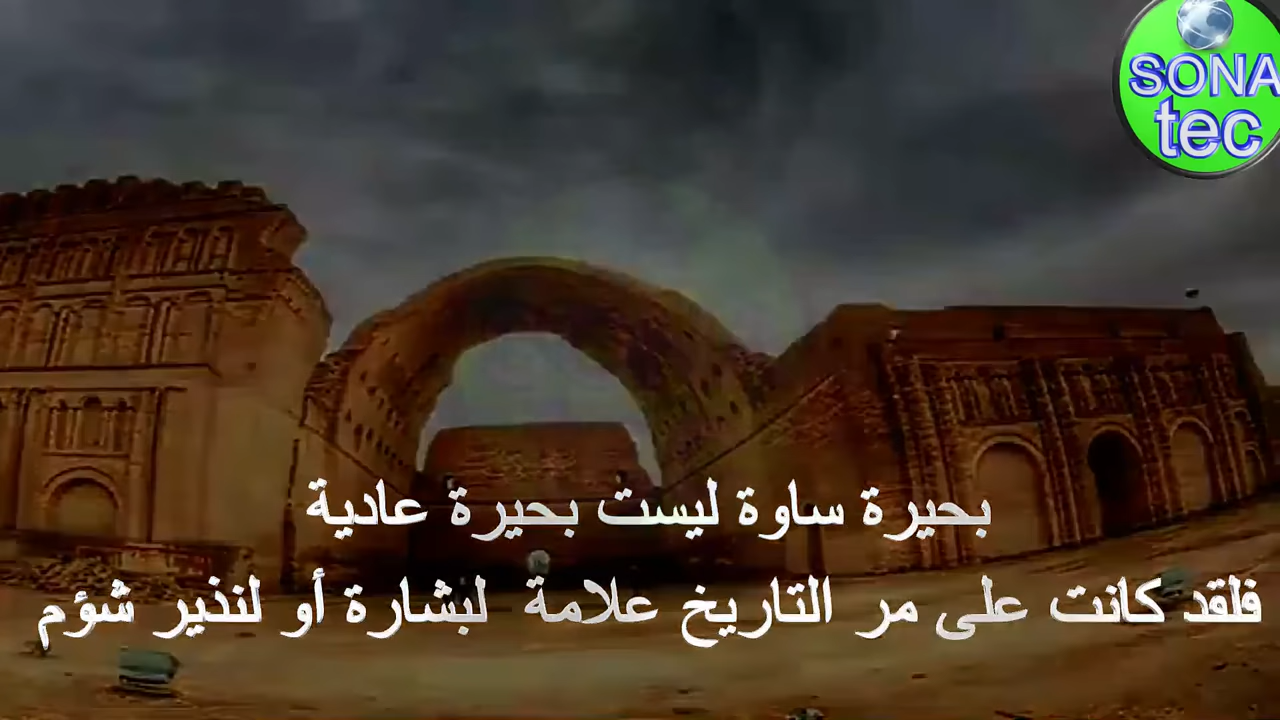 SONA
tec
بحيرة ساوة ليست بحيرة عادية
فلقد كانت على مر التاريخ علامة لبشارة أو لنذير شؤم